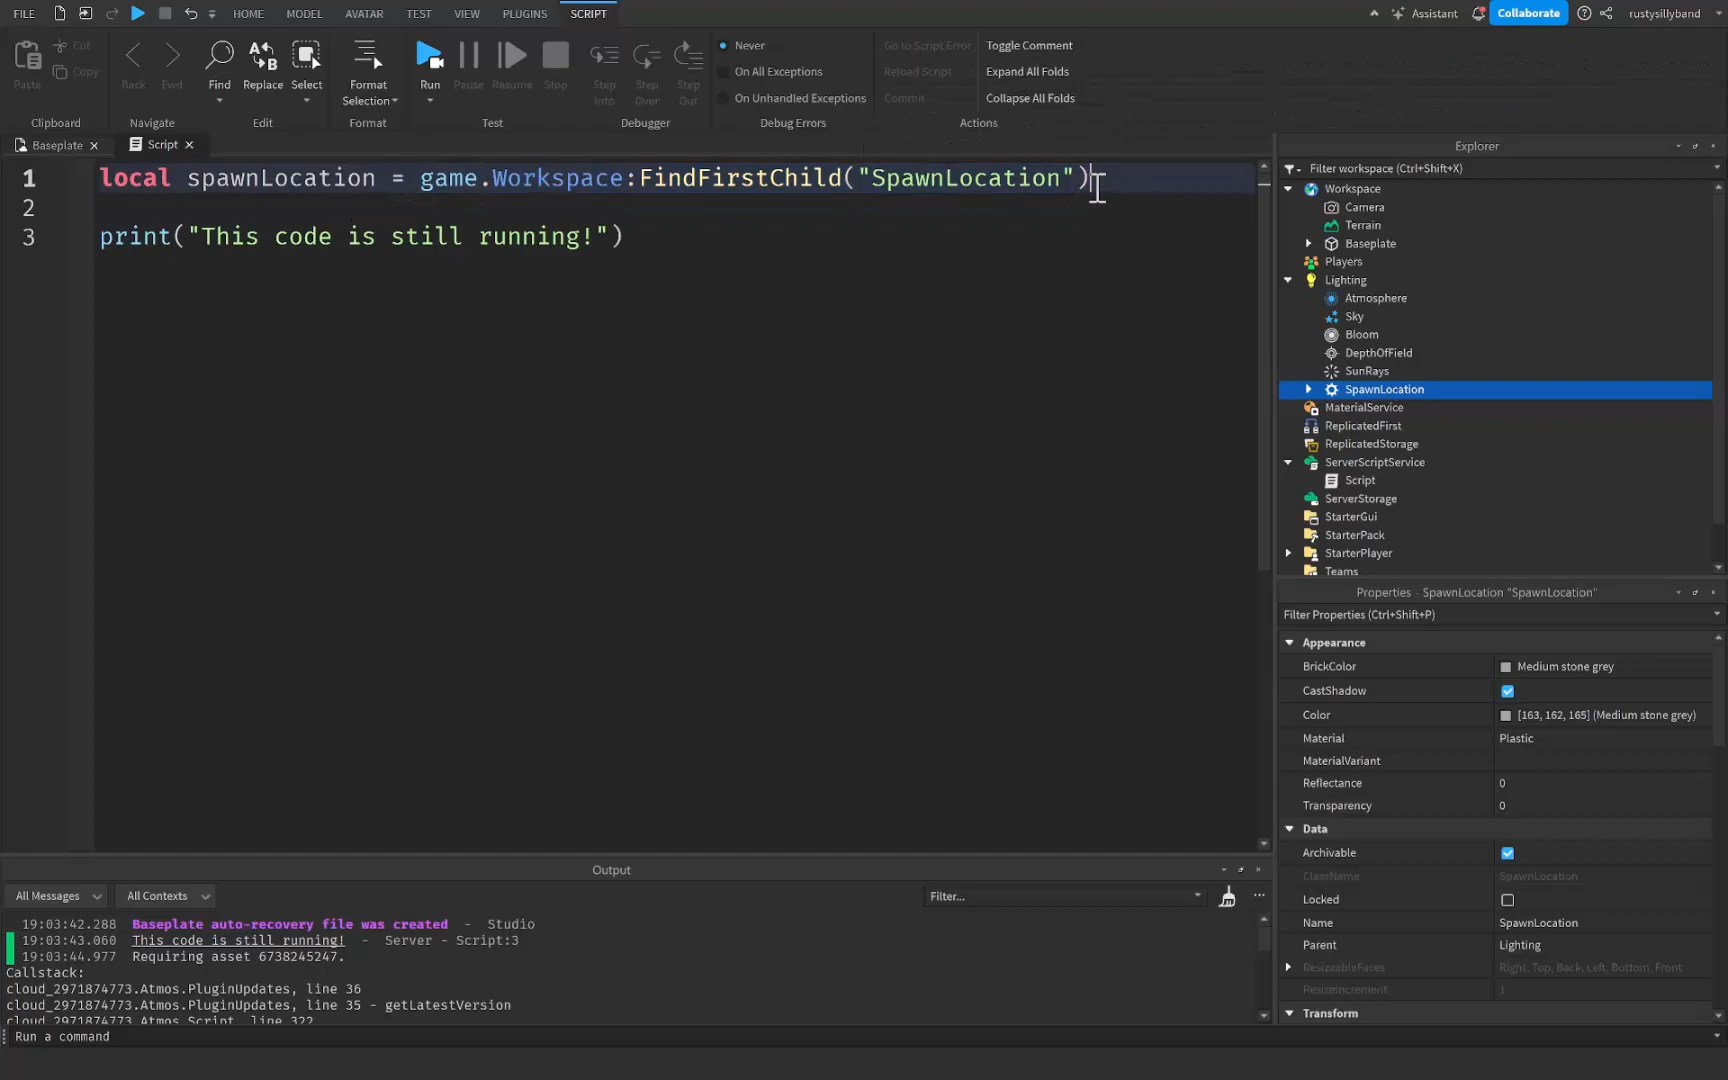 FILE HOME MODEL AVATAR TEST VIEW PLUGINS SCRIPT Assistant Collaborate rustysillyband
Paste Cut Copy
Clipboard
Back Fwd
Navigate
Find Replace Select
Edit
Format Selection
Format
Run Pause Resume Stop
Test
Step Into Step Over Step Out
Debugger
Never
On All Exceptions
On Unhandled Exceptions
Debug Errors
Go to Script Error Toggle Comment
Reload Script Expand All Folds
Commit Collapse All Folds
Actions
Baseplate Script
1 local spawnLocation = game.Workspace:FindFirstChild("SpawnLocation")
2
3 print("This code is still running!")
Explorer
Filter workspace (Ctrl+Shift+X)
Workspace
Camera
Terrain
Baseplate
Players
Lighting
Atmosphere
Sky
Bloom
DepthOfField
SunRays
SpawnLocation
MaterialService
ReplicatedFirst
ReplicatedStorage
ServerScriptService
Script
ServerStorage
StarterGui
StarterPack
StarterPlayer
Teams
Properties - SpawnLocation "SpawnLocation"
Filter Properties (Ctrl+Shift+P)
Appearance
BrickColor Medium stone grey
CastShadow
Color [163, 162, 165] (Medium stone grey)
Material Plastic
MaterialVariant
Reflectance 0
Transparency 0
Data
Archivable
ClassName SpawnLocation
Locked
Name SpawnLocation
Parent Lighting
ResizeableFaces Right, Top, Back, Left, Bottom, Front
ResizeIncrement 1
Transform
Output
All Messages All Contexts Filter...
19:03:42.288 Baseplate auto-recovery file was created - Studio
19:03:43.060 This code is still running! - Server - Script:3
19:03:44.977 Requiring asset 6738245247.
Callstack:
cloud_2971874773.Atmos.PluginUpdates, line 36
cloud_2971874773.Atmos.PluginUpdates, line 35 - getLatestVersion
cloud_2971874773.Atmos.Script, line 322
Run a command